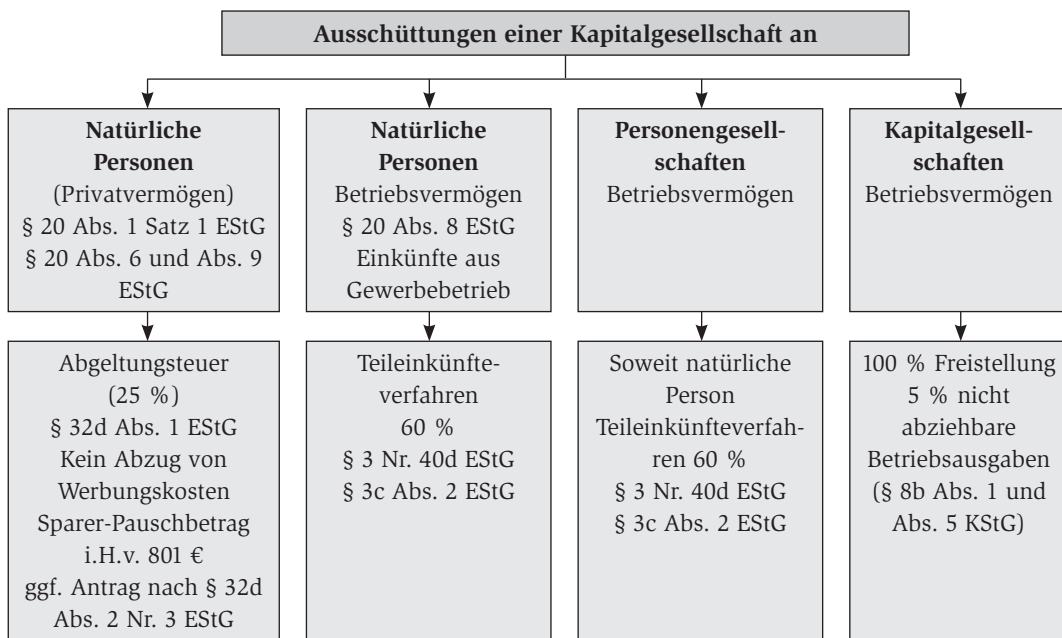 Ausschüttungen einer Kapitalgesellschaft an
Natürliche
Personen
(Privatvermögen)
§ 20 Abs. 1 Satz 1 EStG
§ 20 Abs. 6 und Abs. 9
EStG
Natürliche
Personen
Betriebsvermögen
§ 20 Abs. 8 EStG
Einkünfte aus
Gewerbebetrieb
Personengesell-
schaften
Betriebsvermögen
Kapitalgesell-
schaften
Betriebsvermögen
Abgeltungsteuer
(25 %)
§ 32d Abs. 1 EStG
Kein Abzug von
Werbungskosten
Sparer-Pauschbetrag
i.H.v. 801 €
ggf. Antrag nach § 32d
Abs. 2 Nr. 3 EStG
Teileinkünfte-
verfahren
60 %
§ 3 Nr. 40d EStG
§ 3c Abs. 2 EStG
Soweit natürliche
Person
Teileinkünfteverfah-
ren 60 %
§ 3 Nr. 40d EStG
§ 3c Abs. 2 EStG
100 % Freistellung
5 % nicht
abziehbare
Betriebsausgaben
(§ 8b Abs. 1 und
Abs. 5 KStG)